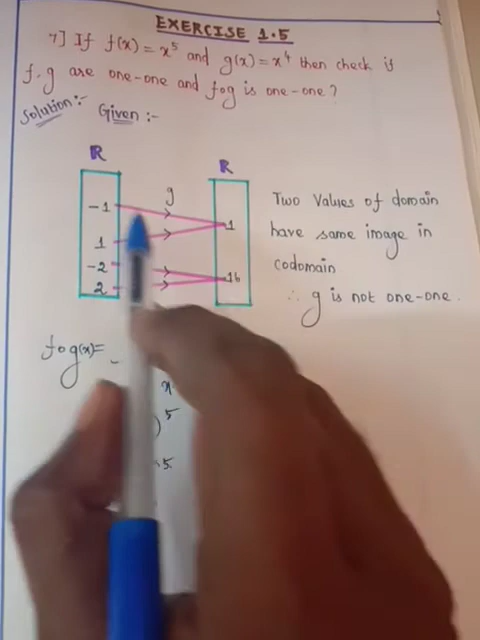 EXERCISE 1.5
7] If f(x) = x⁵ and g(x) = x⁴ then check if
f, g are one-one and fog is one-one?
Solution:-
Given :-
R
R
g
-1
1
1
-2
16
2
Two Values of domain
have same image in
codomain
∴ g is not one-one.
fog(x) =
x
)⁵
5